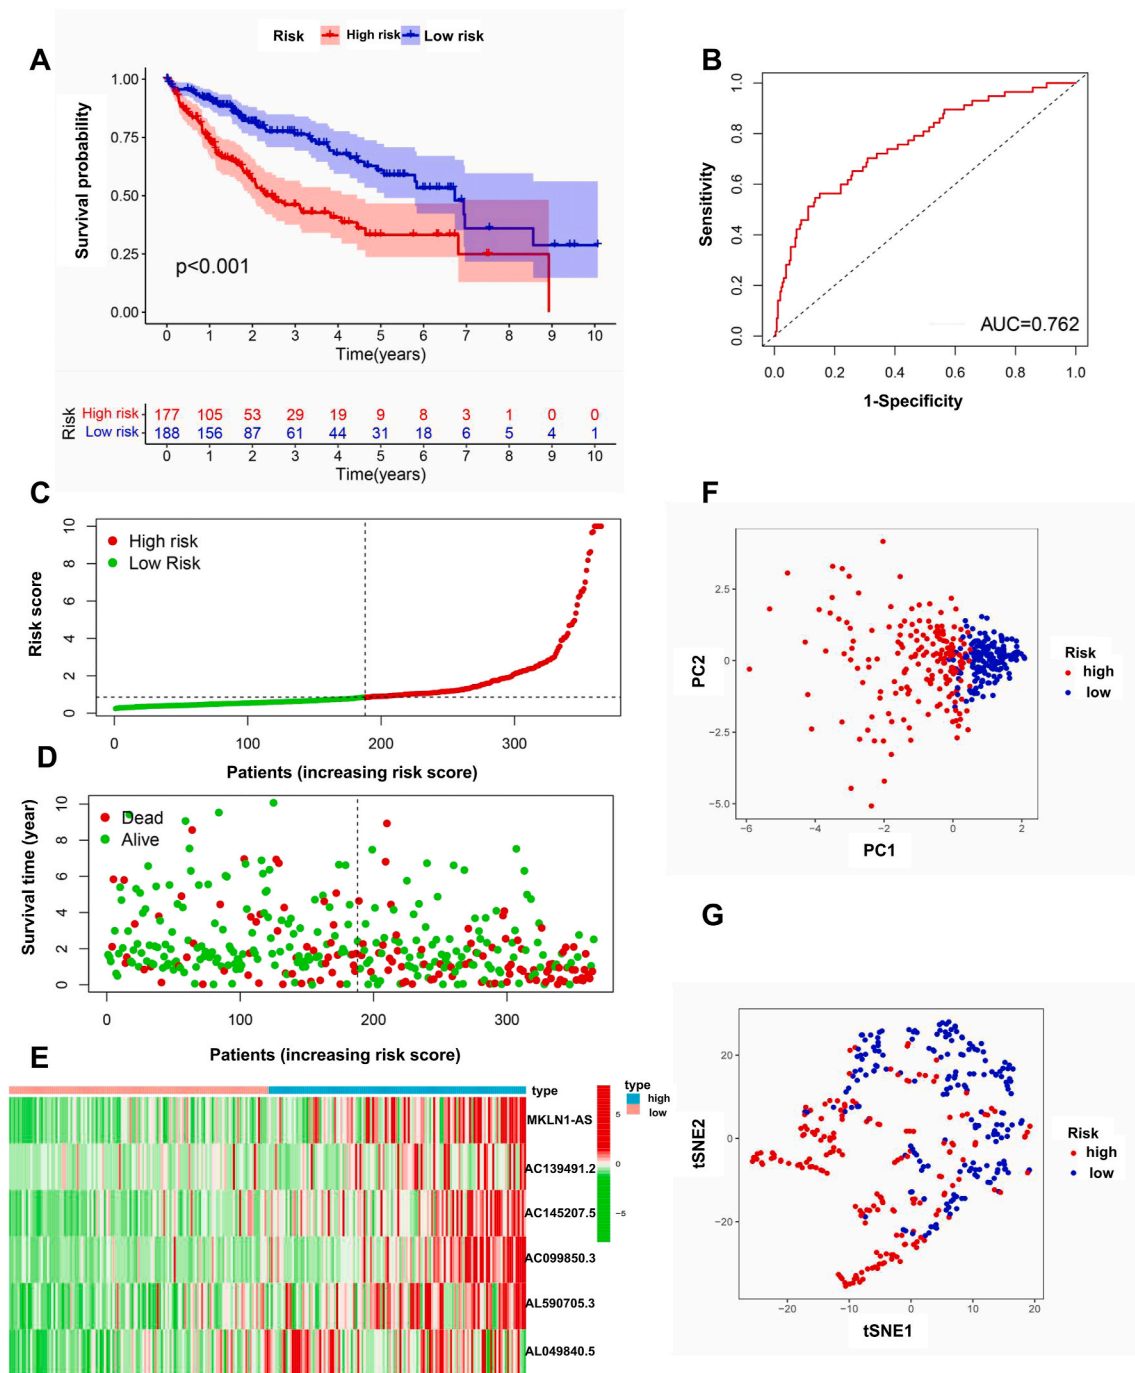 Risk High risk Low risk
A
Survival probability
1.00
0.75
0.50
0.25
0.00
p<0.001
0 1 2 3 4 5 6 7 8 9 10
Time(years)
Risk
High risk 177 105 53 29 19 9 8 3 1 0 0
Low risk 188 156 87 61 44 31 18 6 5 4 1
0 1 2 3 4 5 6 7 8 9 10
Time(years)
B
Sensitivity
1.0
0.8
0.6
0.4
0.2
0.0
AUC=0.762
0.0 0.2 0.4 0.6 0.8 1.0
1-Specificity
C
Risk score
10
8
6
4
2
0
High risk
Low Risk
0 100 200 300
Patients (increasing risk score)
D
Survival time (year)
10
8
6
4
2
0
Dead
Alive
0 100 200 300
Patients (increasing risk score)
E
type
MKLN1-AS
AC139491.2
AC145207.5
AC099850.3
AL590705.3
AL049840.5
5
0
−5
type
high
low
F
PC2
2.5
0
−2.5
−5.0
−6 −4 −2 0 2
PC1
Risk
high
low
G
tSNE2
20
0
−20
−20 −10 0 10 20
tSNE1
Risk
high
low